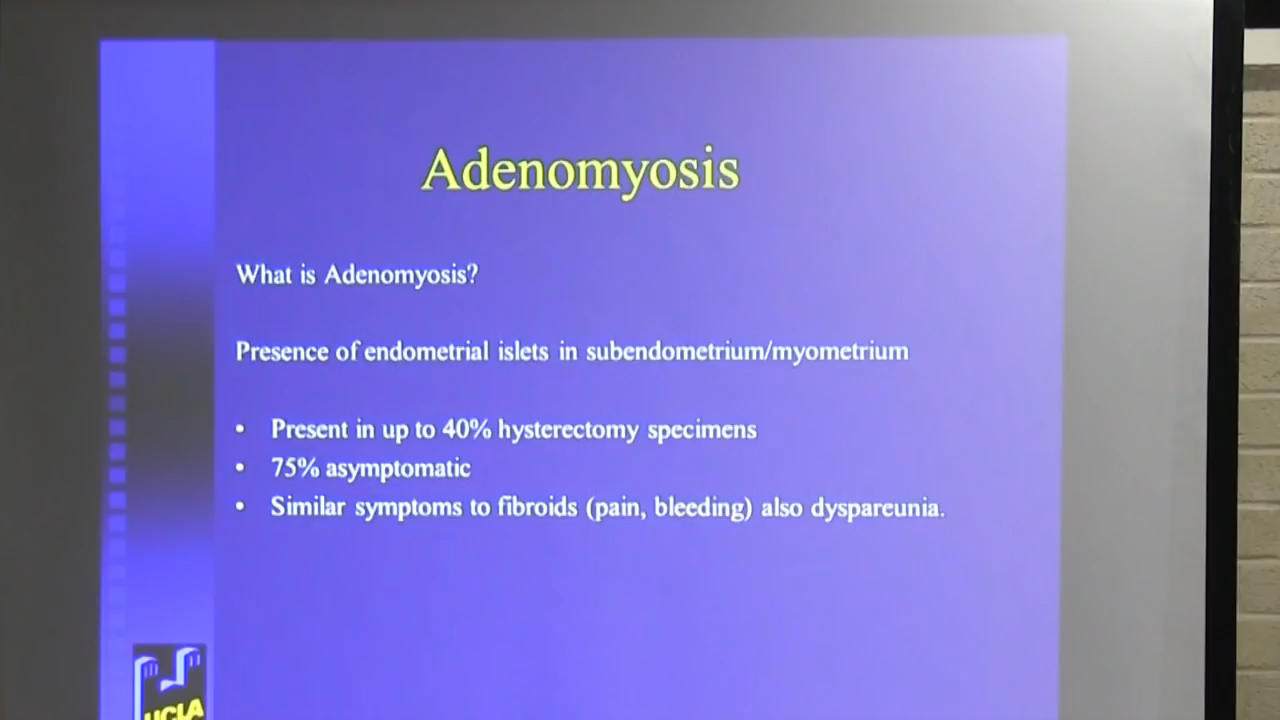 Adenomyosis
What is Adenomyosis?
Presence of endometrial islets in subendometrium/myometrium
• Present in up to 40% hysterectomy specimens
• 75% asymptomatic
• Similar symptoms to fibroids (pain, bleeding) also dyspareunia.
UCLA